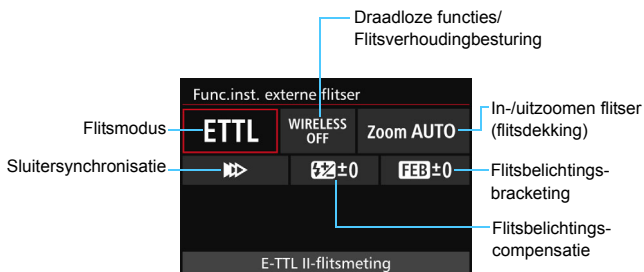 Draadloze functies/
Flitsverhoudingbesturing
Func.inst. externe flitser
Flitsmodus
ETTL
WIRELESS
OFF
Zoom AUTO
In-/uitzoomen flitser
(flitsdekking)
Sluitersynchronisatie
±0
FEB±0
Flitsbelichtings-
bracketing
Flitsbelichtings-
compensatie
E-TTL II-flitsmeting